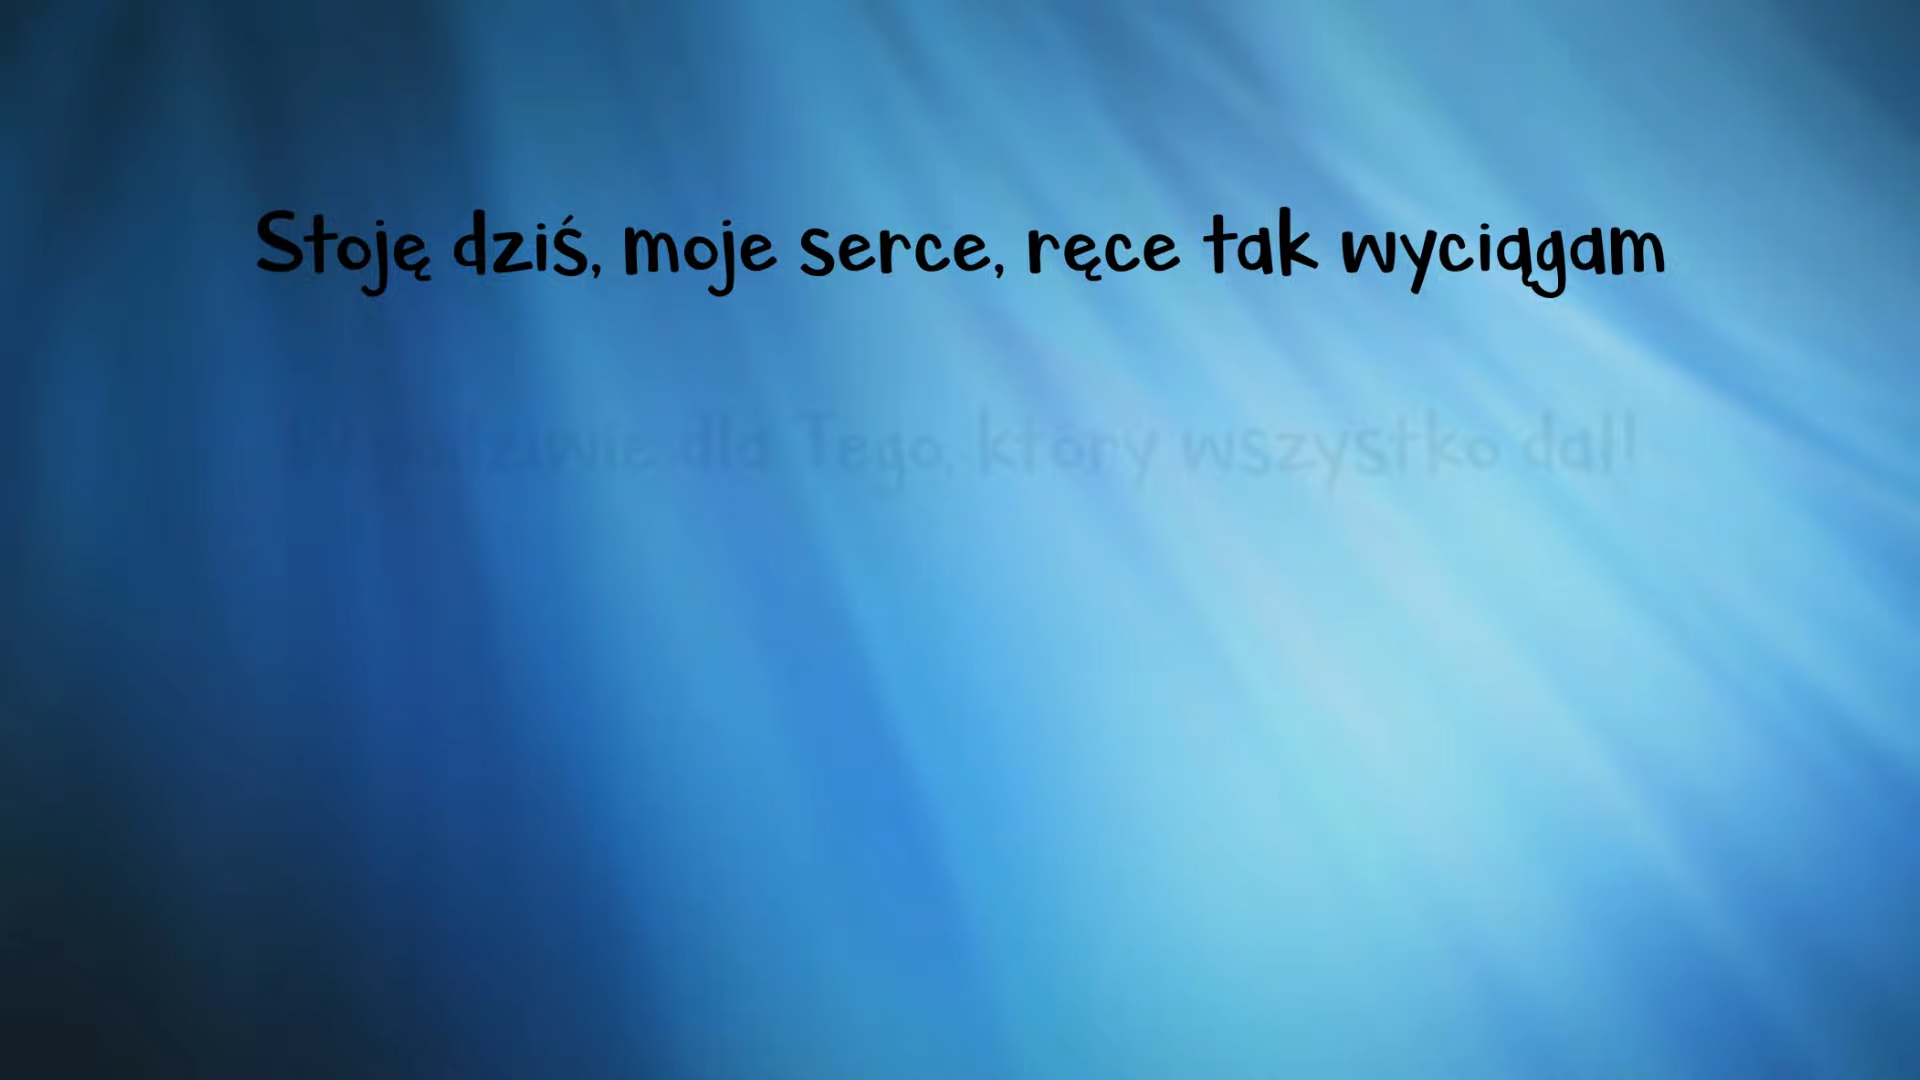 Stoję dziś, moje serce, ręce tak wyciągam
dla Tego, który wszystko dał!